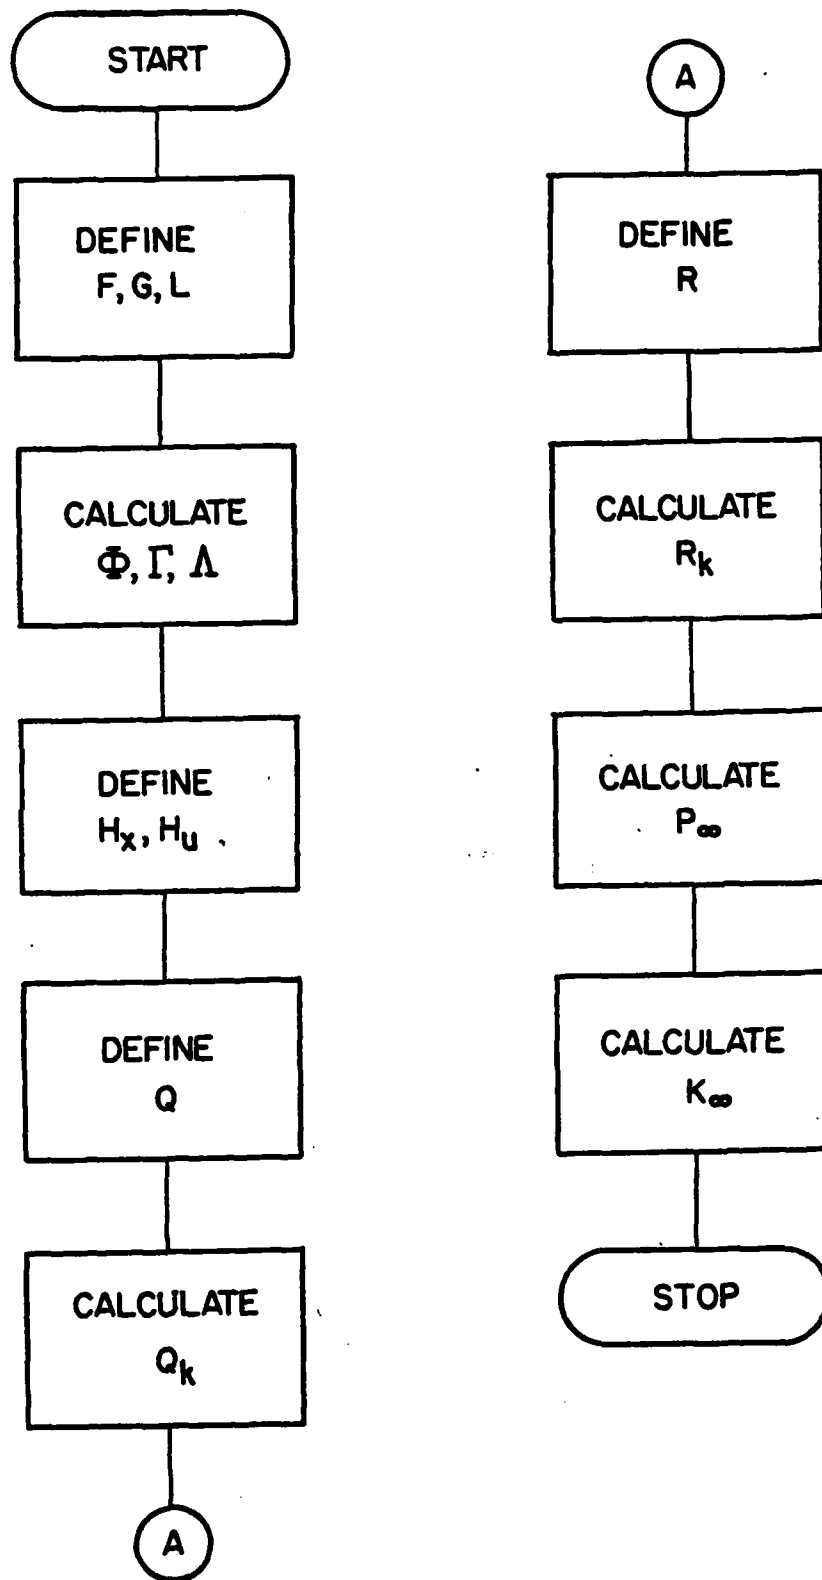 START
DEFINE
F, G, L
CALCULATE
Φ, Γ, Λ
DEFINE
Hx, Hu
DEFINE
Q
CALCULATE
Qk
A
A
DEFINE
R
CALCULATE
Rk
CALCULATE
P∞
CALCULATE
K∞
STOP